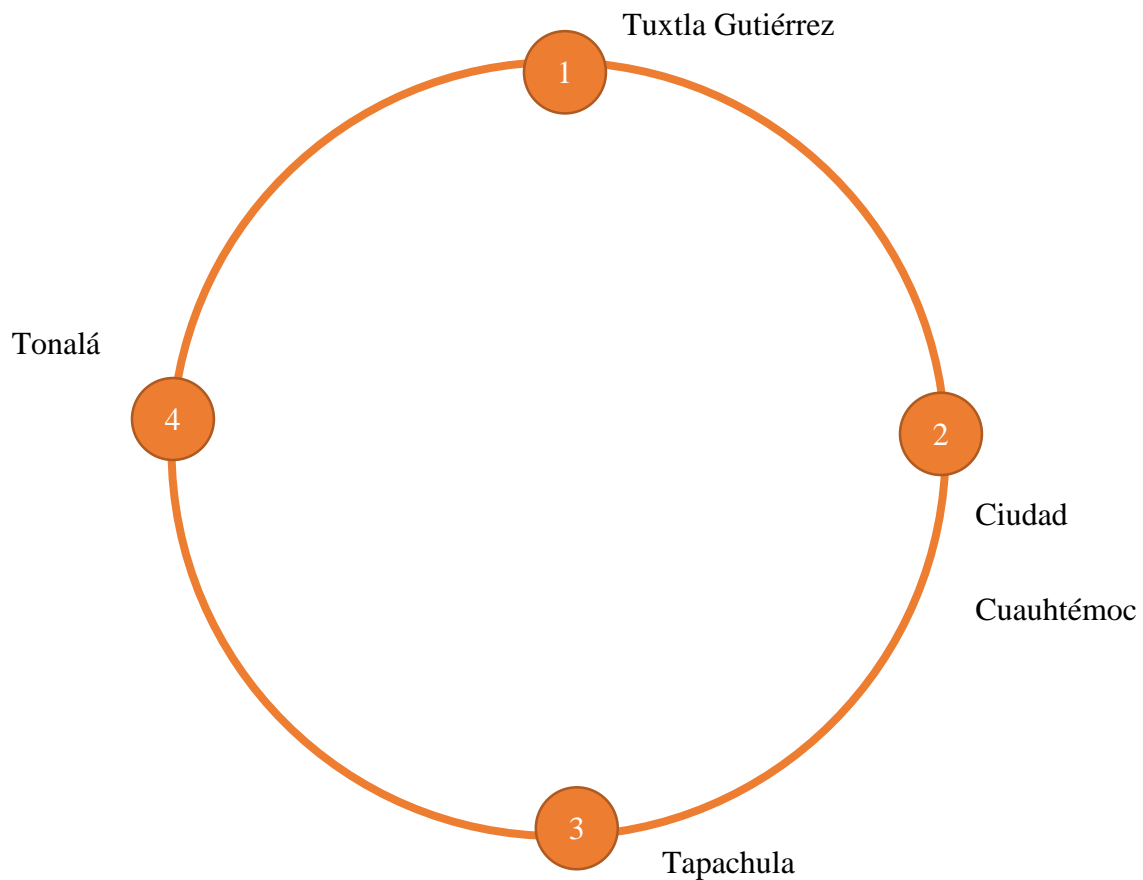 Tuxtla Gutiérrez
1
Tonalá
4
2
Ciudad
Cuauhtémoc
3
Tapachula